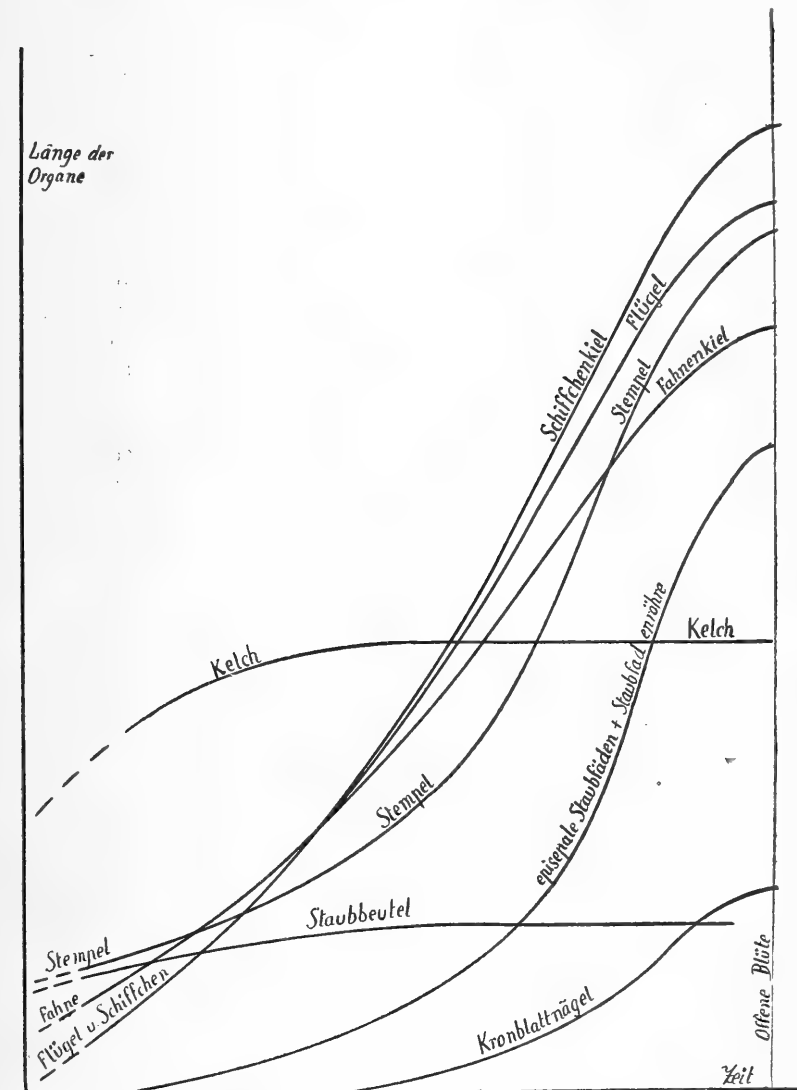 Länge der
Organe
Schiffchenkiel
Flügel
Stempel
Fahnenkiel
Kelch
Kelch
episepale Staubfäden + Staubfadenröhre
Stempel
Staubbeutel
Stempel
Fahne
Flügel u. Schiffchen
Kronblattnägel
Offene Blüte
Zeit